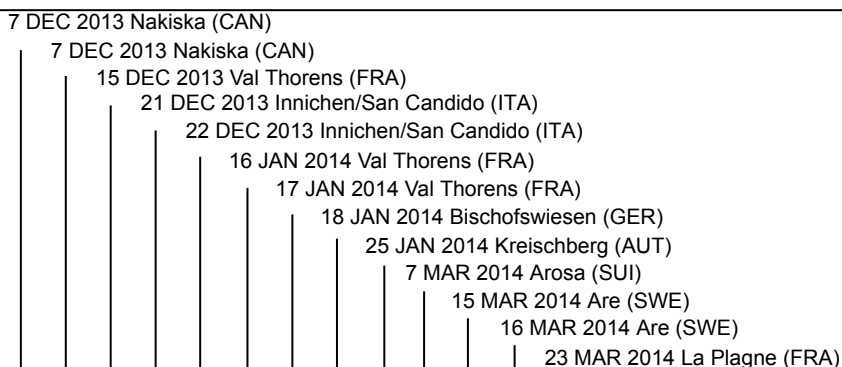 7 DEC 2013 Nakiska (CAN)
7 DEC 2013 Nakiska (CAN)
15 DEC 2013 Val Thorens (FRA)
21 DEC 2013 Innichen/San Candido (ITA)
22 DEC 2013 Innichen/San Candido (ITA)
16 JAN 2014 Val Thorens (FRA)
17 JAN 2014 Val Thorens (FRA)
18 JAN 2014 Bischofswiesen (GER)
25 JAN 2014 Kreischberg (AUT)
7 MAR 2014 Arosa (SUI)
15 MAR 2014 Are (SWE)
16 MAR 2014 Are (SWE)
23 MAR 2014 La Plagne (FRA)